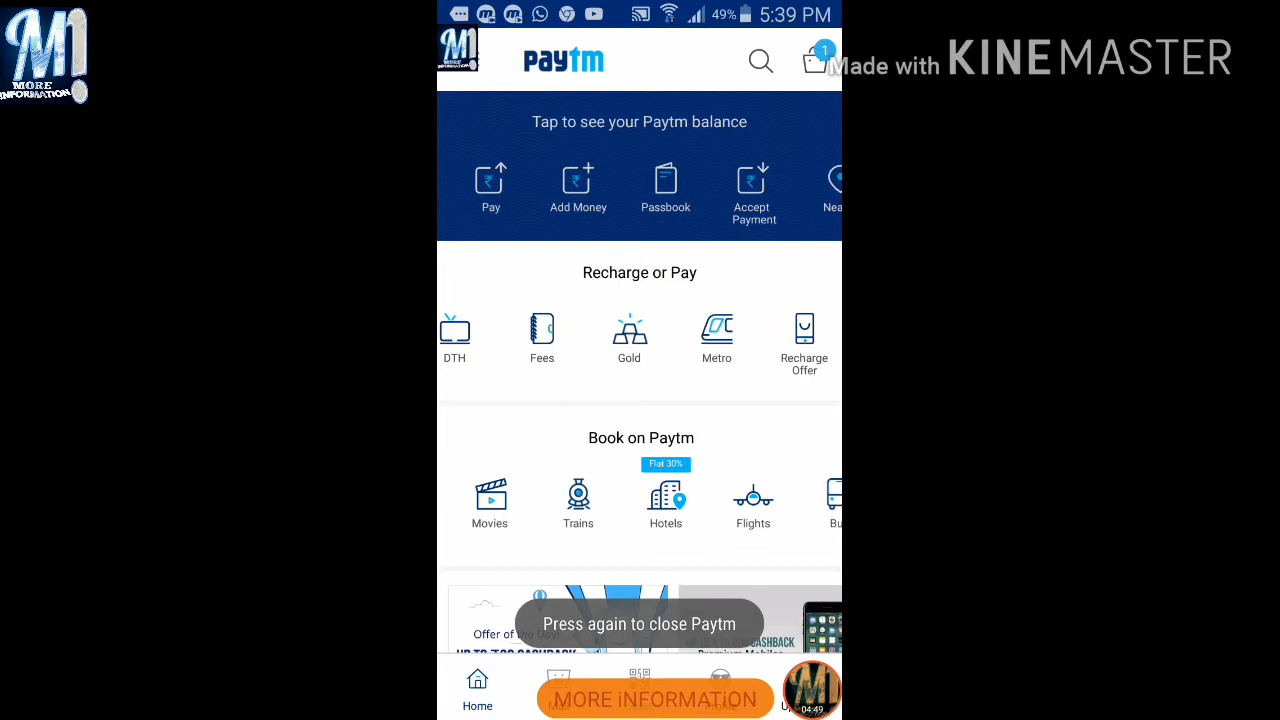 49% 5:39 PM
M!
MORE
INFORMATiON
paytm
1
Made with KINEMASTER
Tap to see your Paytm balance
Pay
Add Money
Passbook
Accept
Payment
Nea
Recharge or Pay
DTH
Fees
Gold
Metro
Recharge
Offer
Book on Paytm
Flat 30%
Movies
Trains
Hotels
Flights
Bu
Offer of the Day!
CASHBACK
Premium Mobiles
Press again to close Paytm
Home
MORE iNFORMATiON
04:49